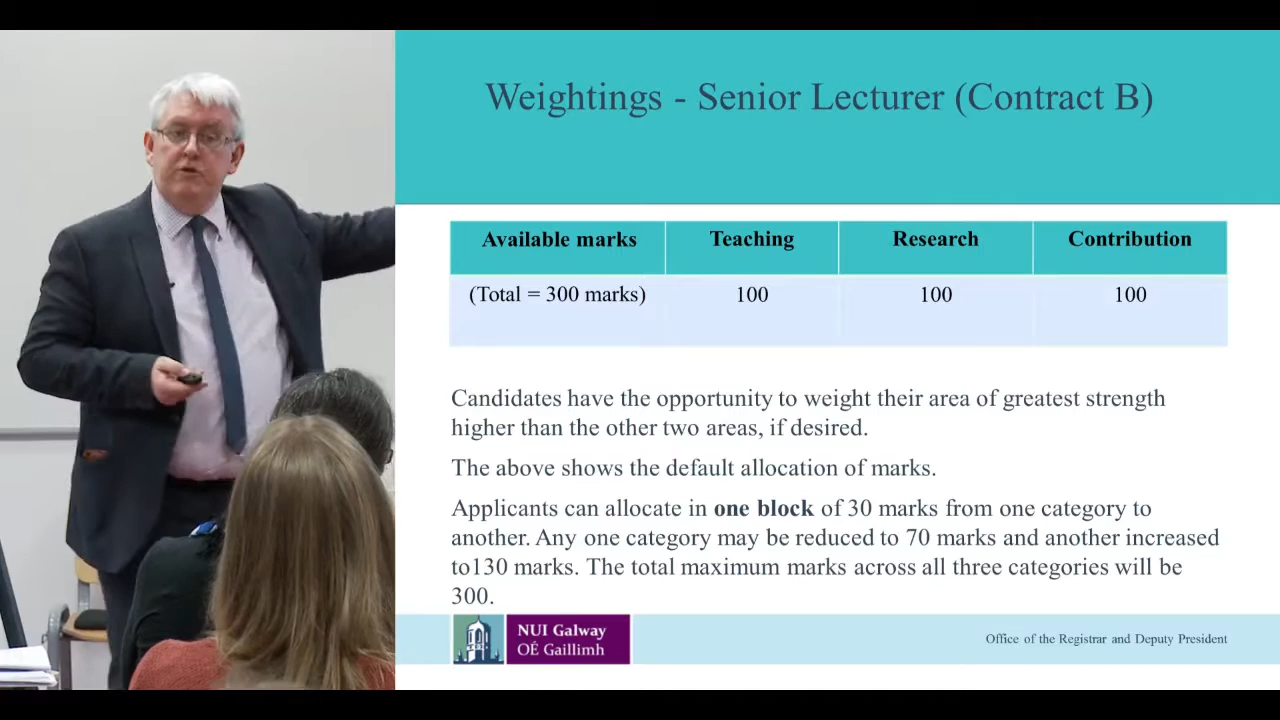 Weightings - Senior Lecturer (Contract B)
Available marks Teaching Research Contribution
(Total = 300 marks) 100 100 100
Candidates have the opportunity to weight their area of greatest strength
higher than the other two areas, if desired.
The above shows the default allocation of marks.
Applicants can allocate in one block of 30 marks from one category to
another. Any one category may be reduced to 70 marks and another increased
to130 marks. The total maximum marks across all three categories will be
300.
NUI Galway
OÉ Gaillimh
Office of the Registrar and Deputy President